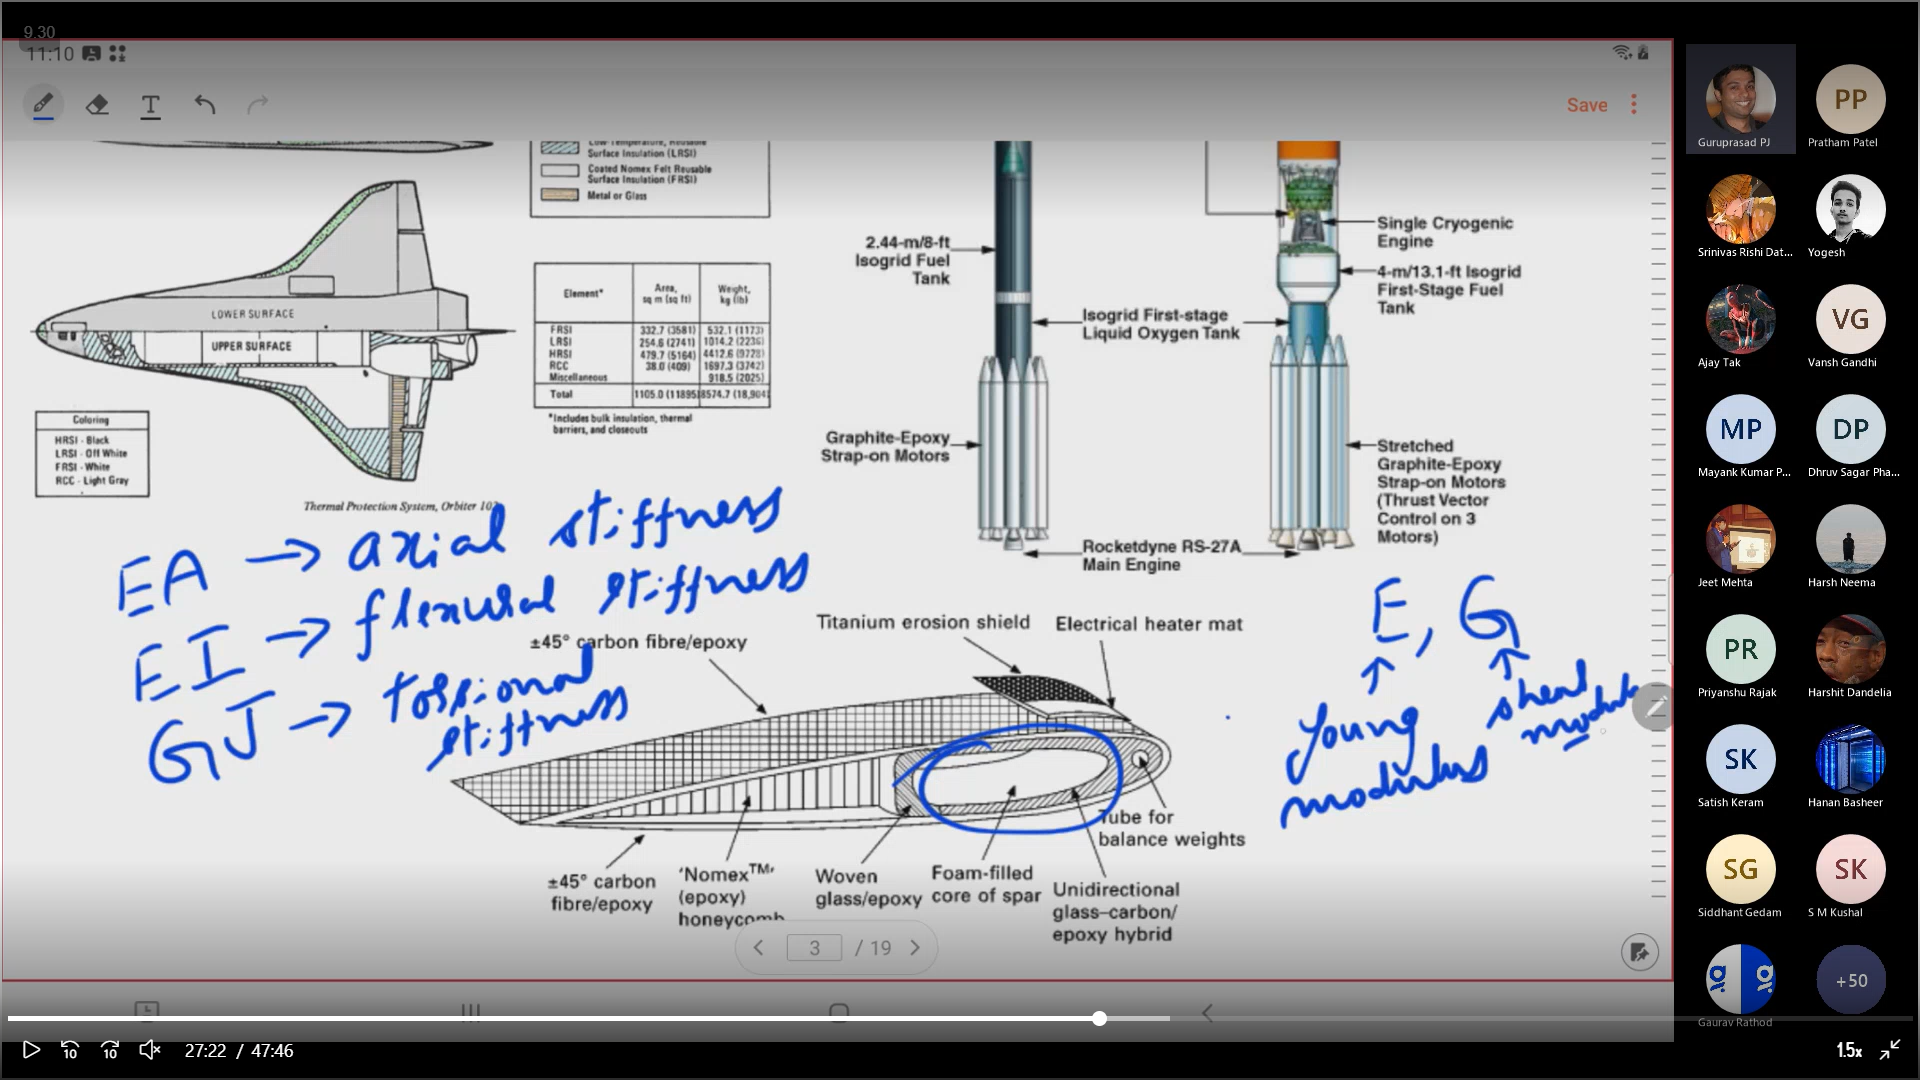 9.30
11:10
Save
Low-Temperature, Reusable
Surface Insulation (LRSI)
Coated Nomex Felt Reusable
Surface Insulation (FRSI)
Metal or Glass
LOWER SURFACE
UPPER SURFACE
Element* Area, sq m (sq ft) Weight, kg (lb)
FRSI 332.7 (3581) 532.1 (1173)
LRSI 254.6 (2741) 1014.2 (2236)
HRSI 479.7 (5164) 4412.6 (9728)
RCC 38.0 (409) 1697.3 (3742)
Miscellaneous 918.5 (2025)
Total 1105.0 (11895) 8574.7 (18,904)
*Includes bulk insulation, thermal
barriers, and closeouts
Coloring
HRSI - Black
LRSI - Off White
FRSI - White
RCC - Light Gray
Thermal Protection System, Orbiter 102
2.44-m/8-ft
Isogrid Fuel
Tank
Single Cryogenic
Engine
4-m/13.1-ft Isogrid
First-Stage Fuel
Tank
Isogrid First-stage
Liquid Oxygen Tank
Graphite-Epoxy
Strap-on Motors
Stretched
Graphite-Epoxy
Strap-on Motors
(Thrust Vector
Control on 3
Motors)
Rocketdyne RS-27A
Main Engine
EA → axial stiffness
EI → flexural stiffness
GJ → torsional
stiffness
E, G
Young
modulus
shear
modulus
±45° carbon fibre/epoxy
Titanium erosion shield
Electrical heater mat
Tube for
balance weights
±45° carbon
fibre/epoxy
'Nomex™'
(epoxy)
honeycomb
Woven
glass/epoxy
Foam-filled
core of spar
Unidirectional
glass–carbon/
epoxy hybrid
3 / 19
Guruprasad PJ
PP
Pratham Patel
Srinivas Rishi Dat...
Yogesh
Ajay Tak
VG
Vansh Gandhi
MP
Mayank Kumar P...
DP
Dhruv Sagar Pha...
Jeet Mehta
Harsh Neema
PR
Priyanshu Rajak
Harshit Dandelia
SK
Satish Keram
Hanan Basheer
SG
Siddhant Gedam
SK
S M Kushal
Gaurav Rathod
+50
10
10
27:22 / 47:46
1.5x